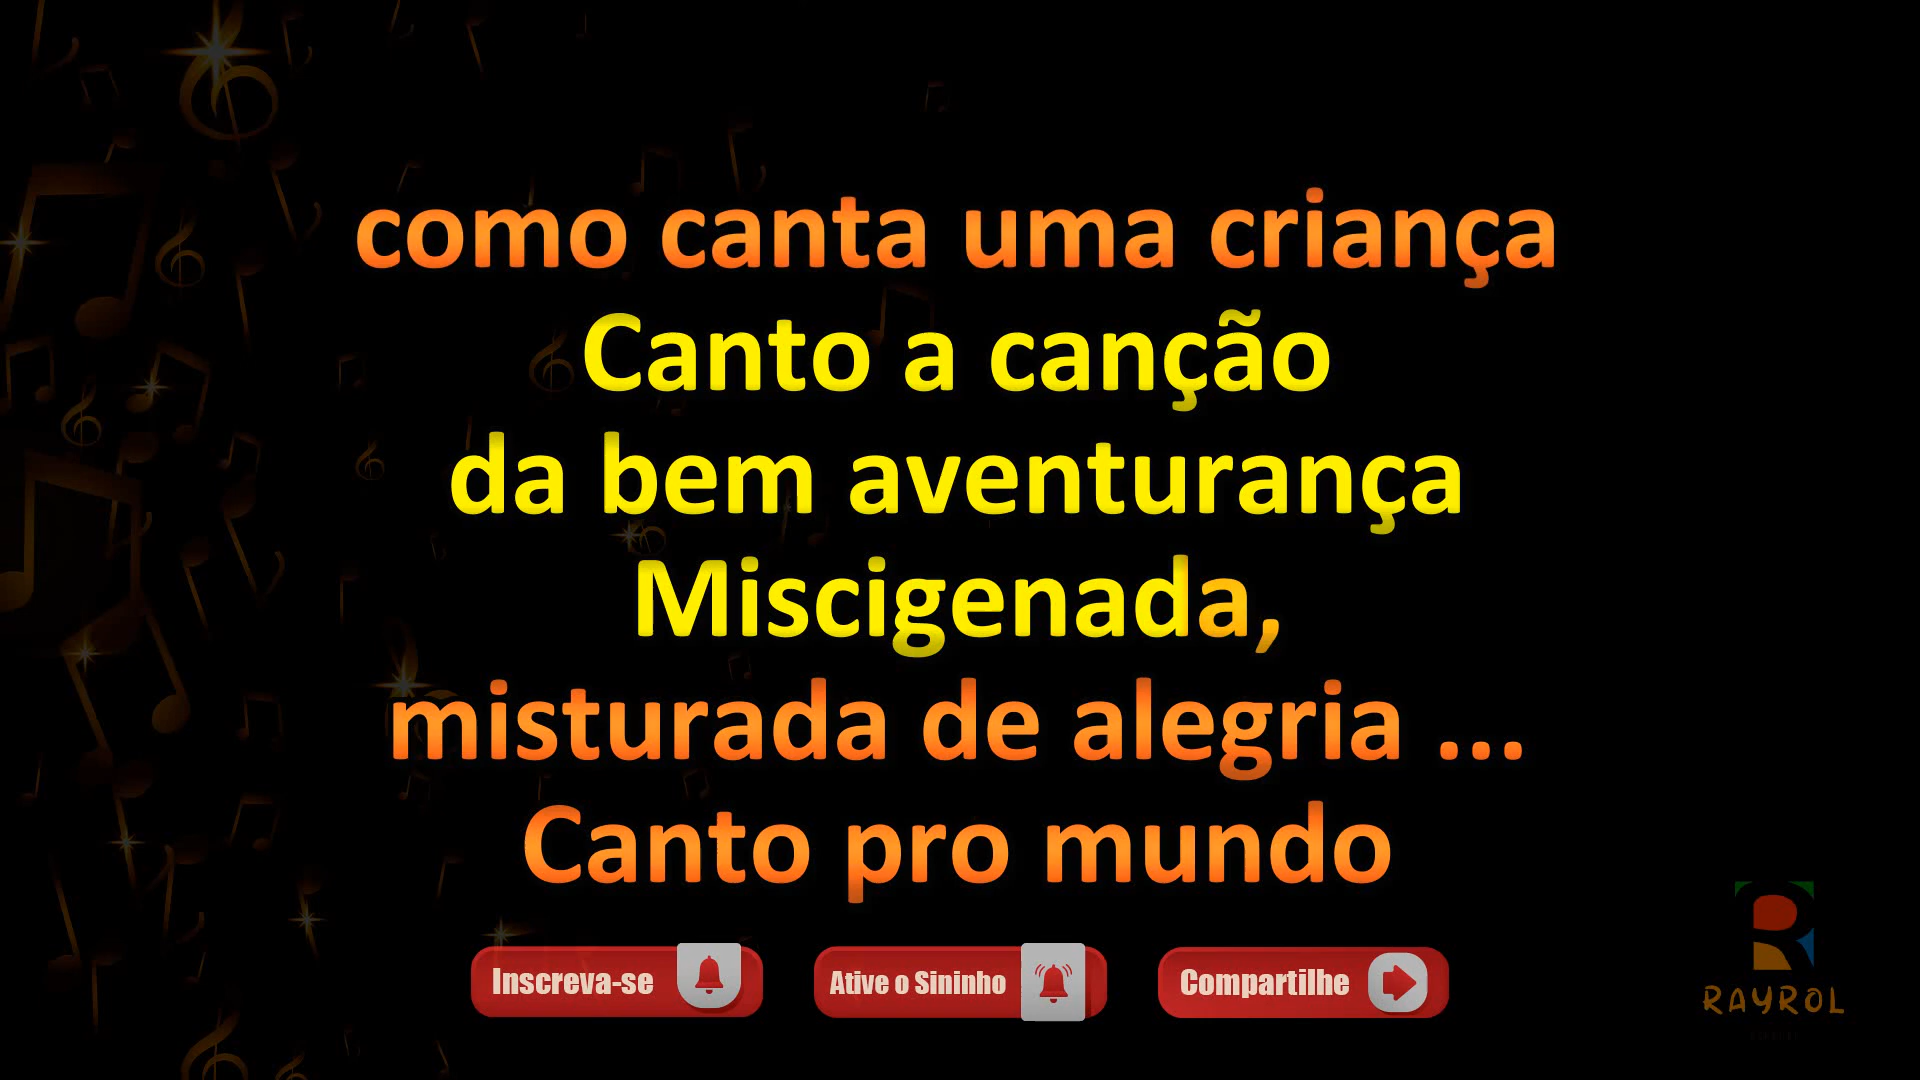 como canta uma criança
Canto a canção
da bem aventurança
Miscigenada,
misturada de alegria ...
Canto pro mundo
Inscreva-se
Ative o Sininho
Compartilhe
RAYROL